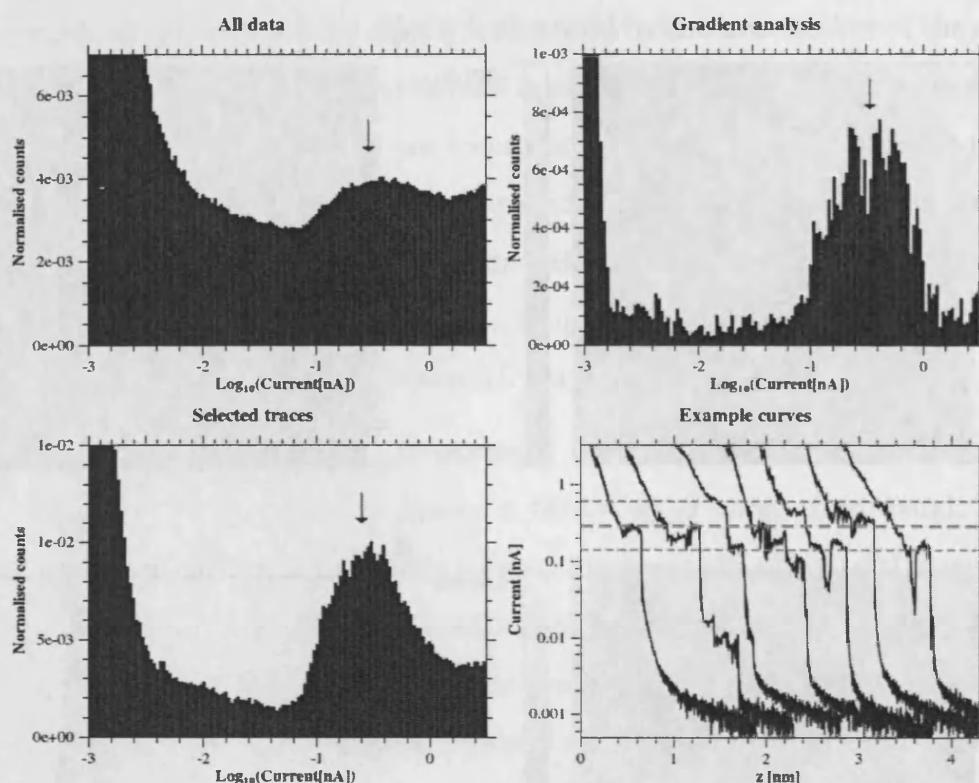 All data
Normalised counts
6e-03
4e-03
2e-03
0e+00
-3
-2
-1
0
Log₁₀(Current[nA])
Gradient analysis
Normalised counts
1e-03
8e-04
6e-04
4e-04
2e-04
0e+00
-3
-2
-1
0
Log₁₀(Current[nA])
Selected traces
Normalised counts
1e-02
1e-02
5e-03
0e+00
-3
-2
-1
0
Log₁₀(Current[nA])
Example curves
Current [nA]
1
0.1
0.01
0.001
0
1
2
3
4
z [nm]